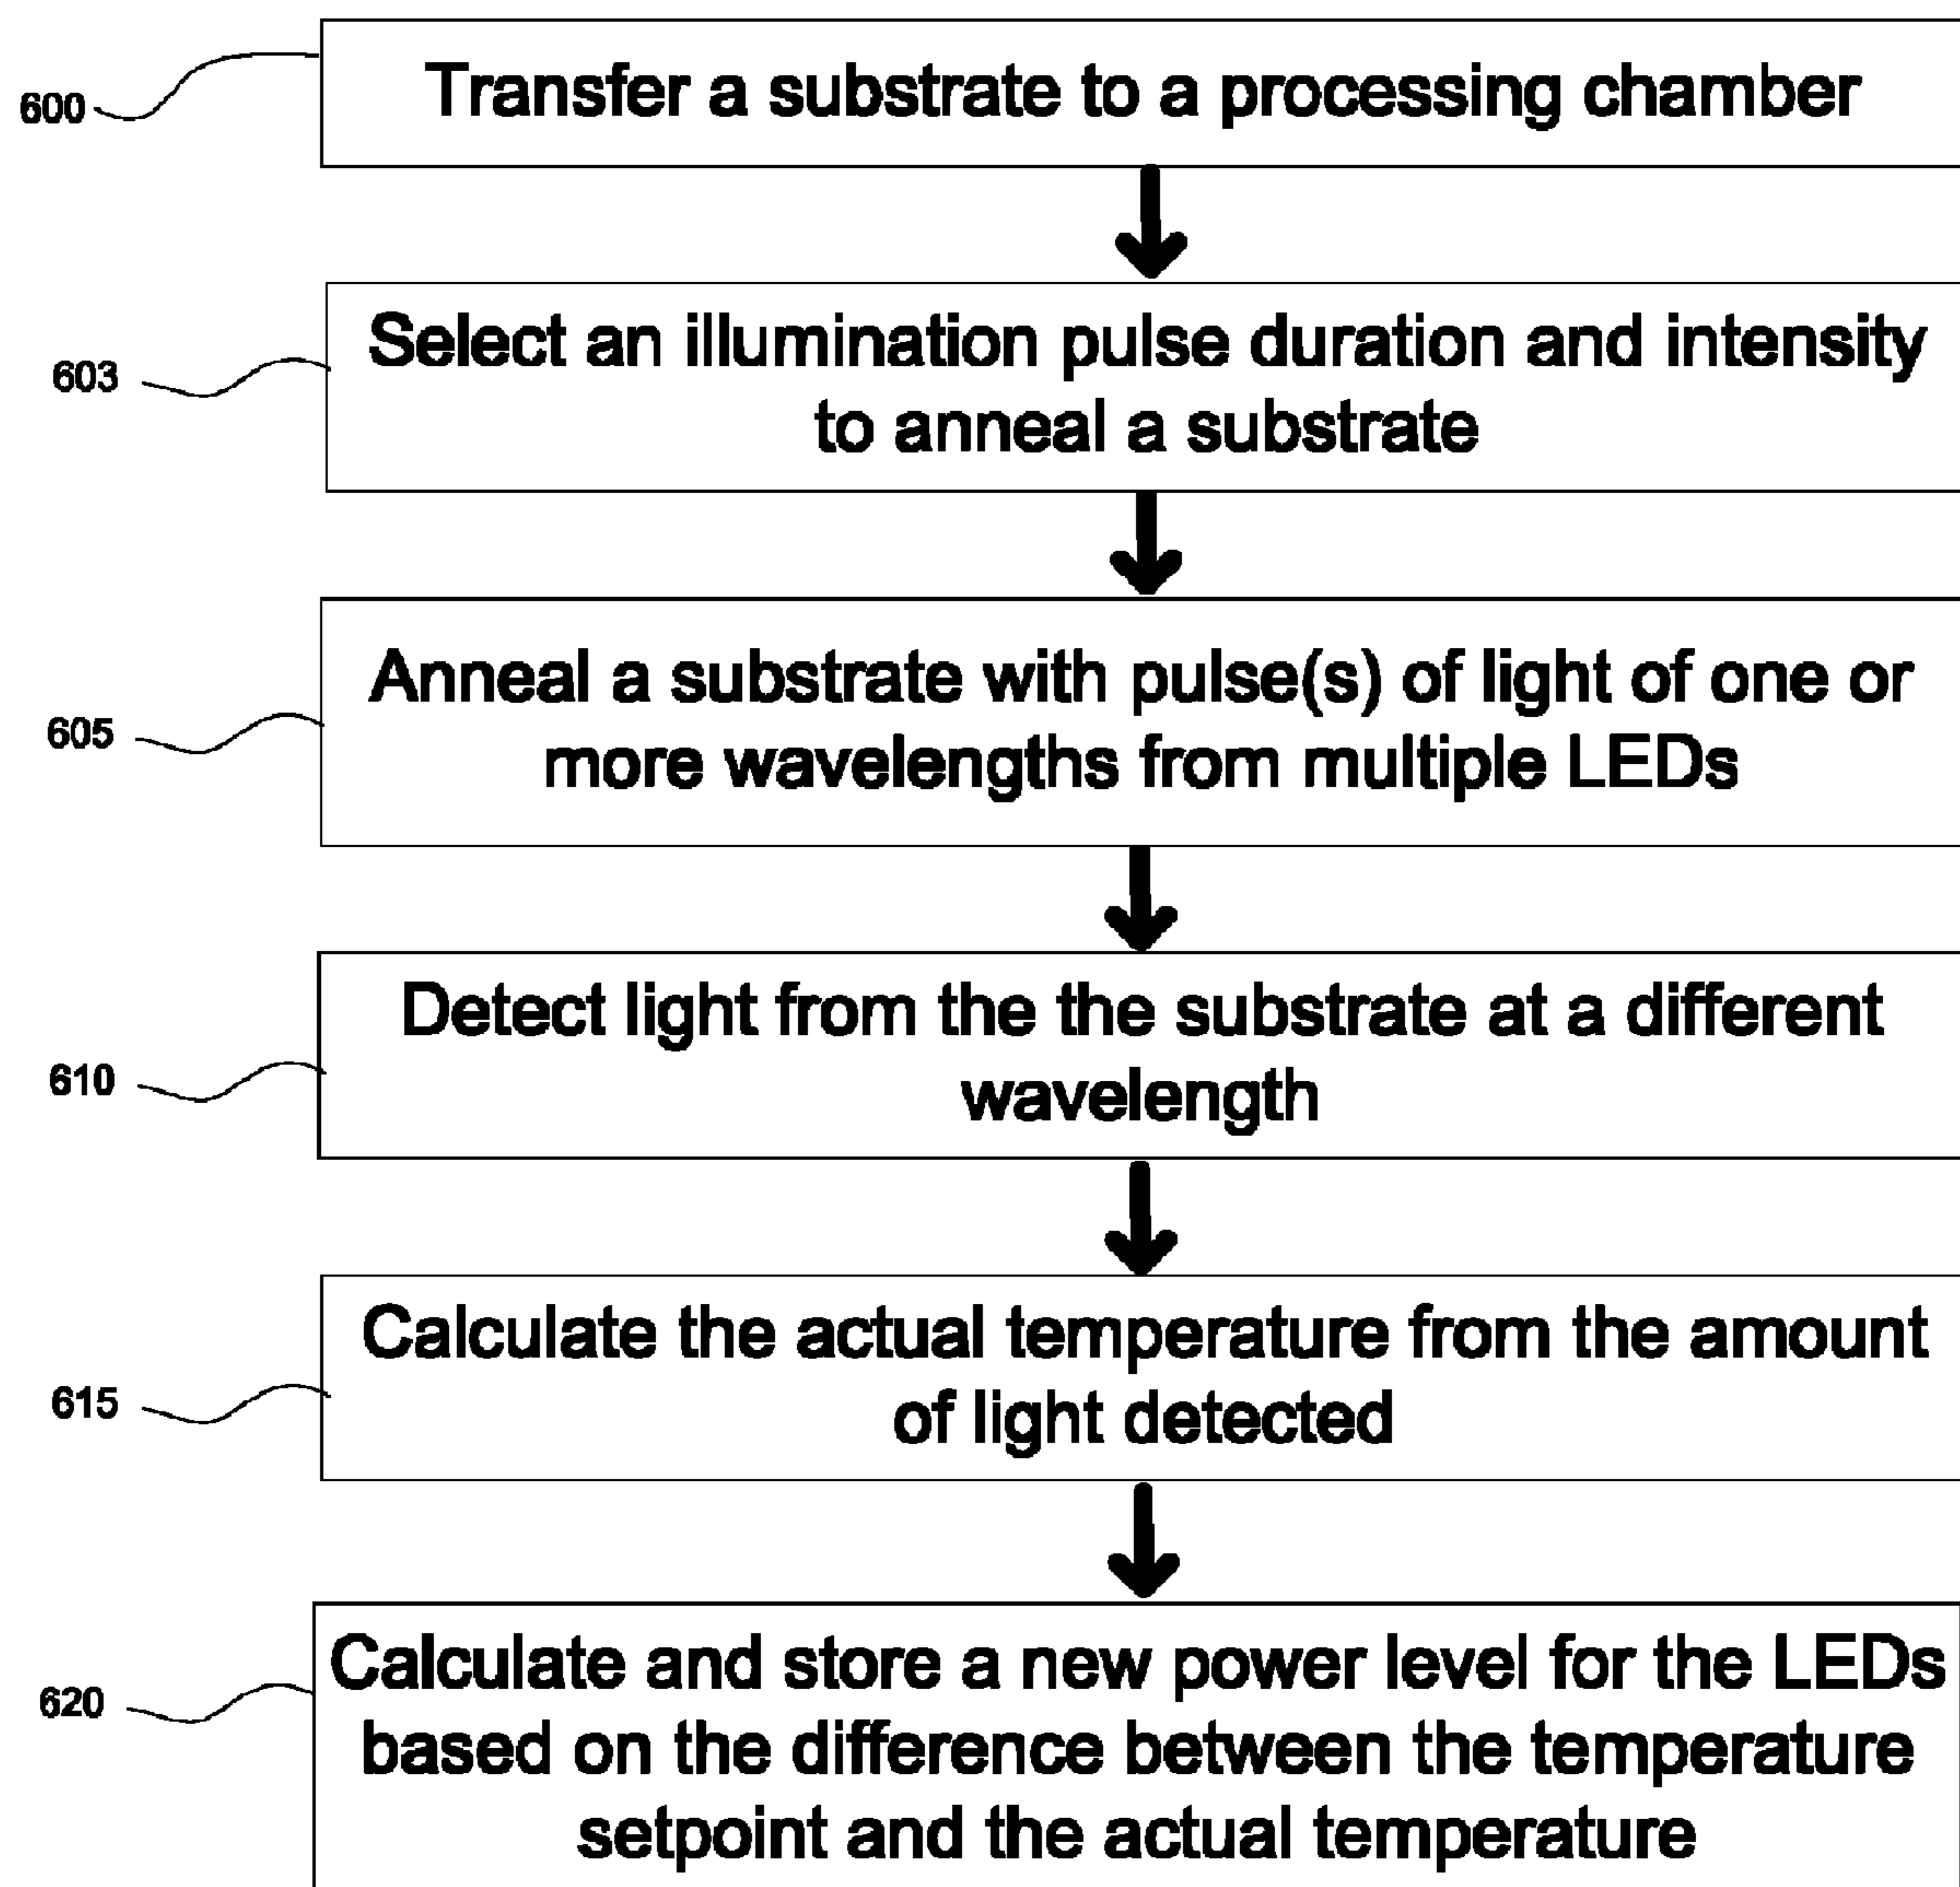 600
Transfer a substrate to a processing chamber
603
Select an illumination pulse duration and intensity
to anneal a substrate
605
Anneal a substrate with pulse(s) of light of one or
more wavelengths from multiple LEDs
610
Detect light from the the substrate at a different
wavelength
615
Calculate the actual temperature from the amount
of light detected
620
Calculate and store a new power level for the LEDs
based on the difference between the temperature
setpoint and the actual temperature